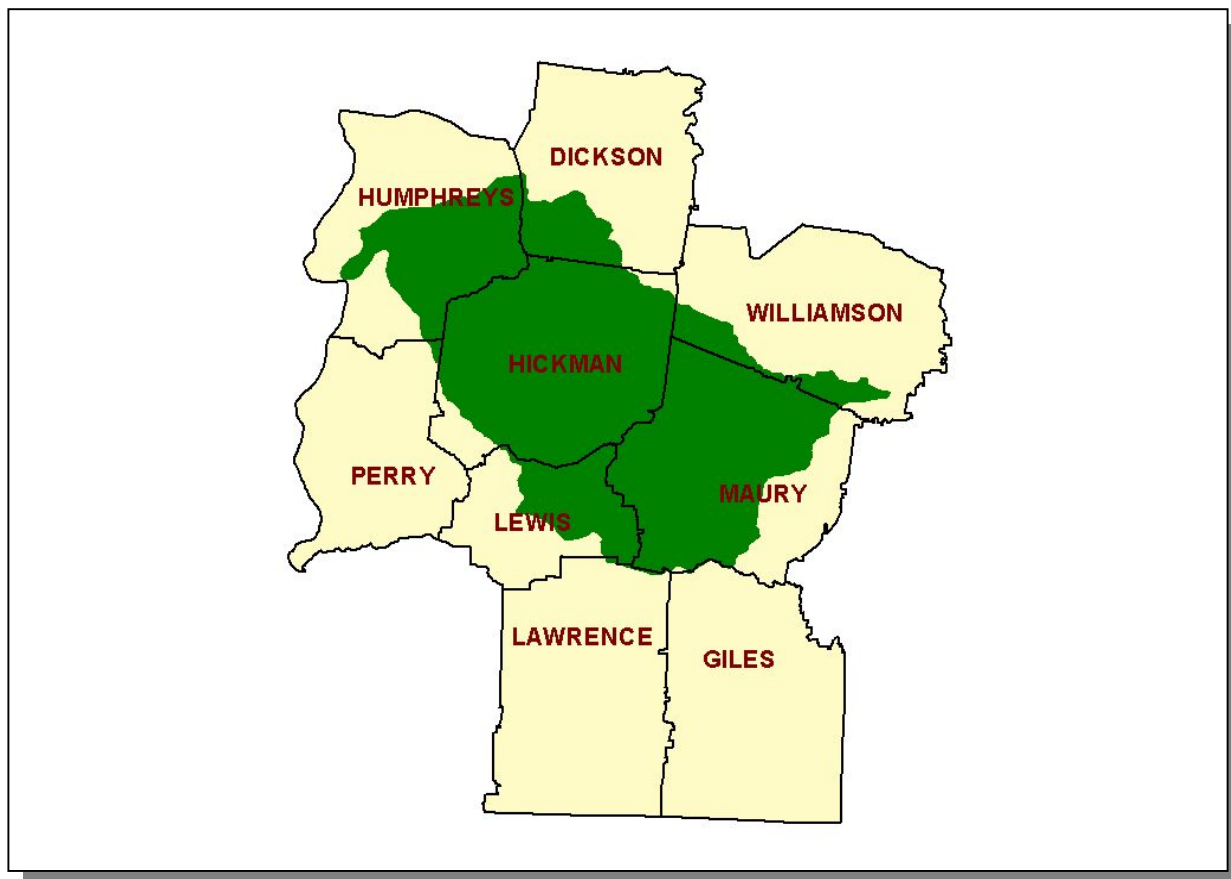 DICKSON
HUMPHREYS
WILLIAMSON
HICKMAN
PERRY
MAURY
LEWIS
LAWRENCE
GILES